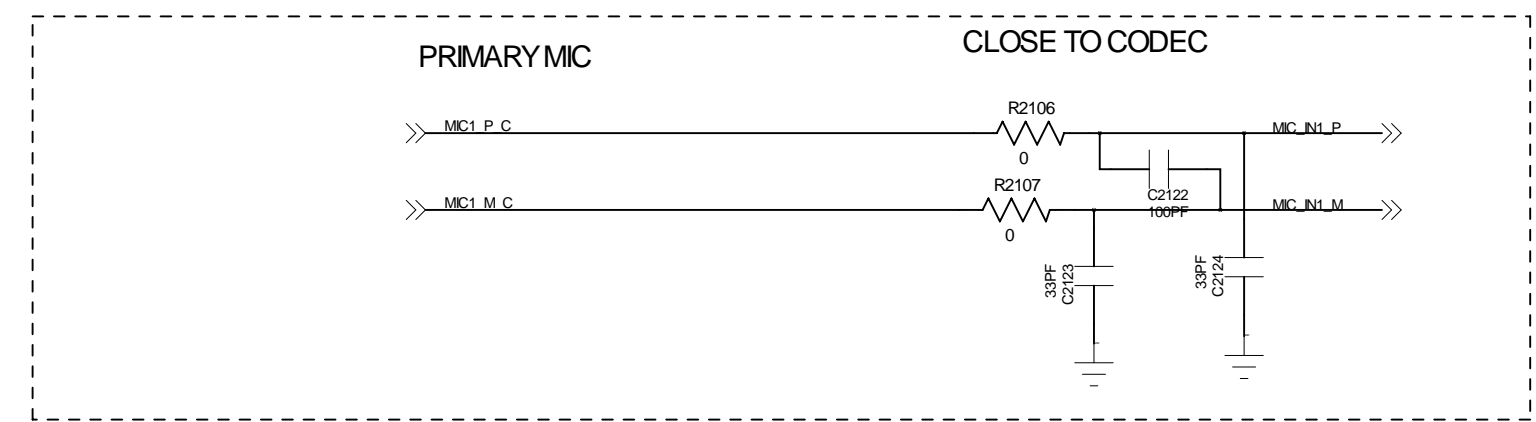 PRIMARY MIC
CLOSE TO CODEC
R2106
MIC1_P_C
MIC_IN1_P
0
R2107
C2122
MIC1_M_C
MIC_IN1_M
100PF
0
33PF
C2123
33PF
C2124